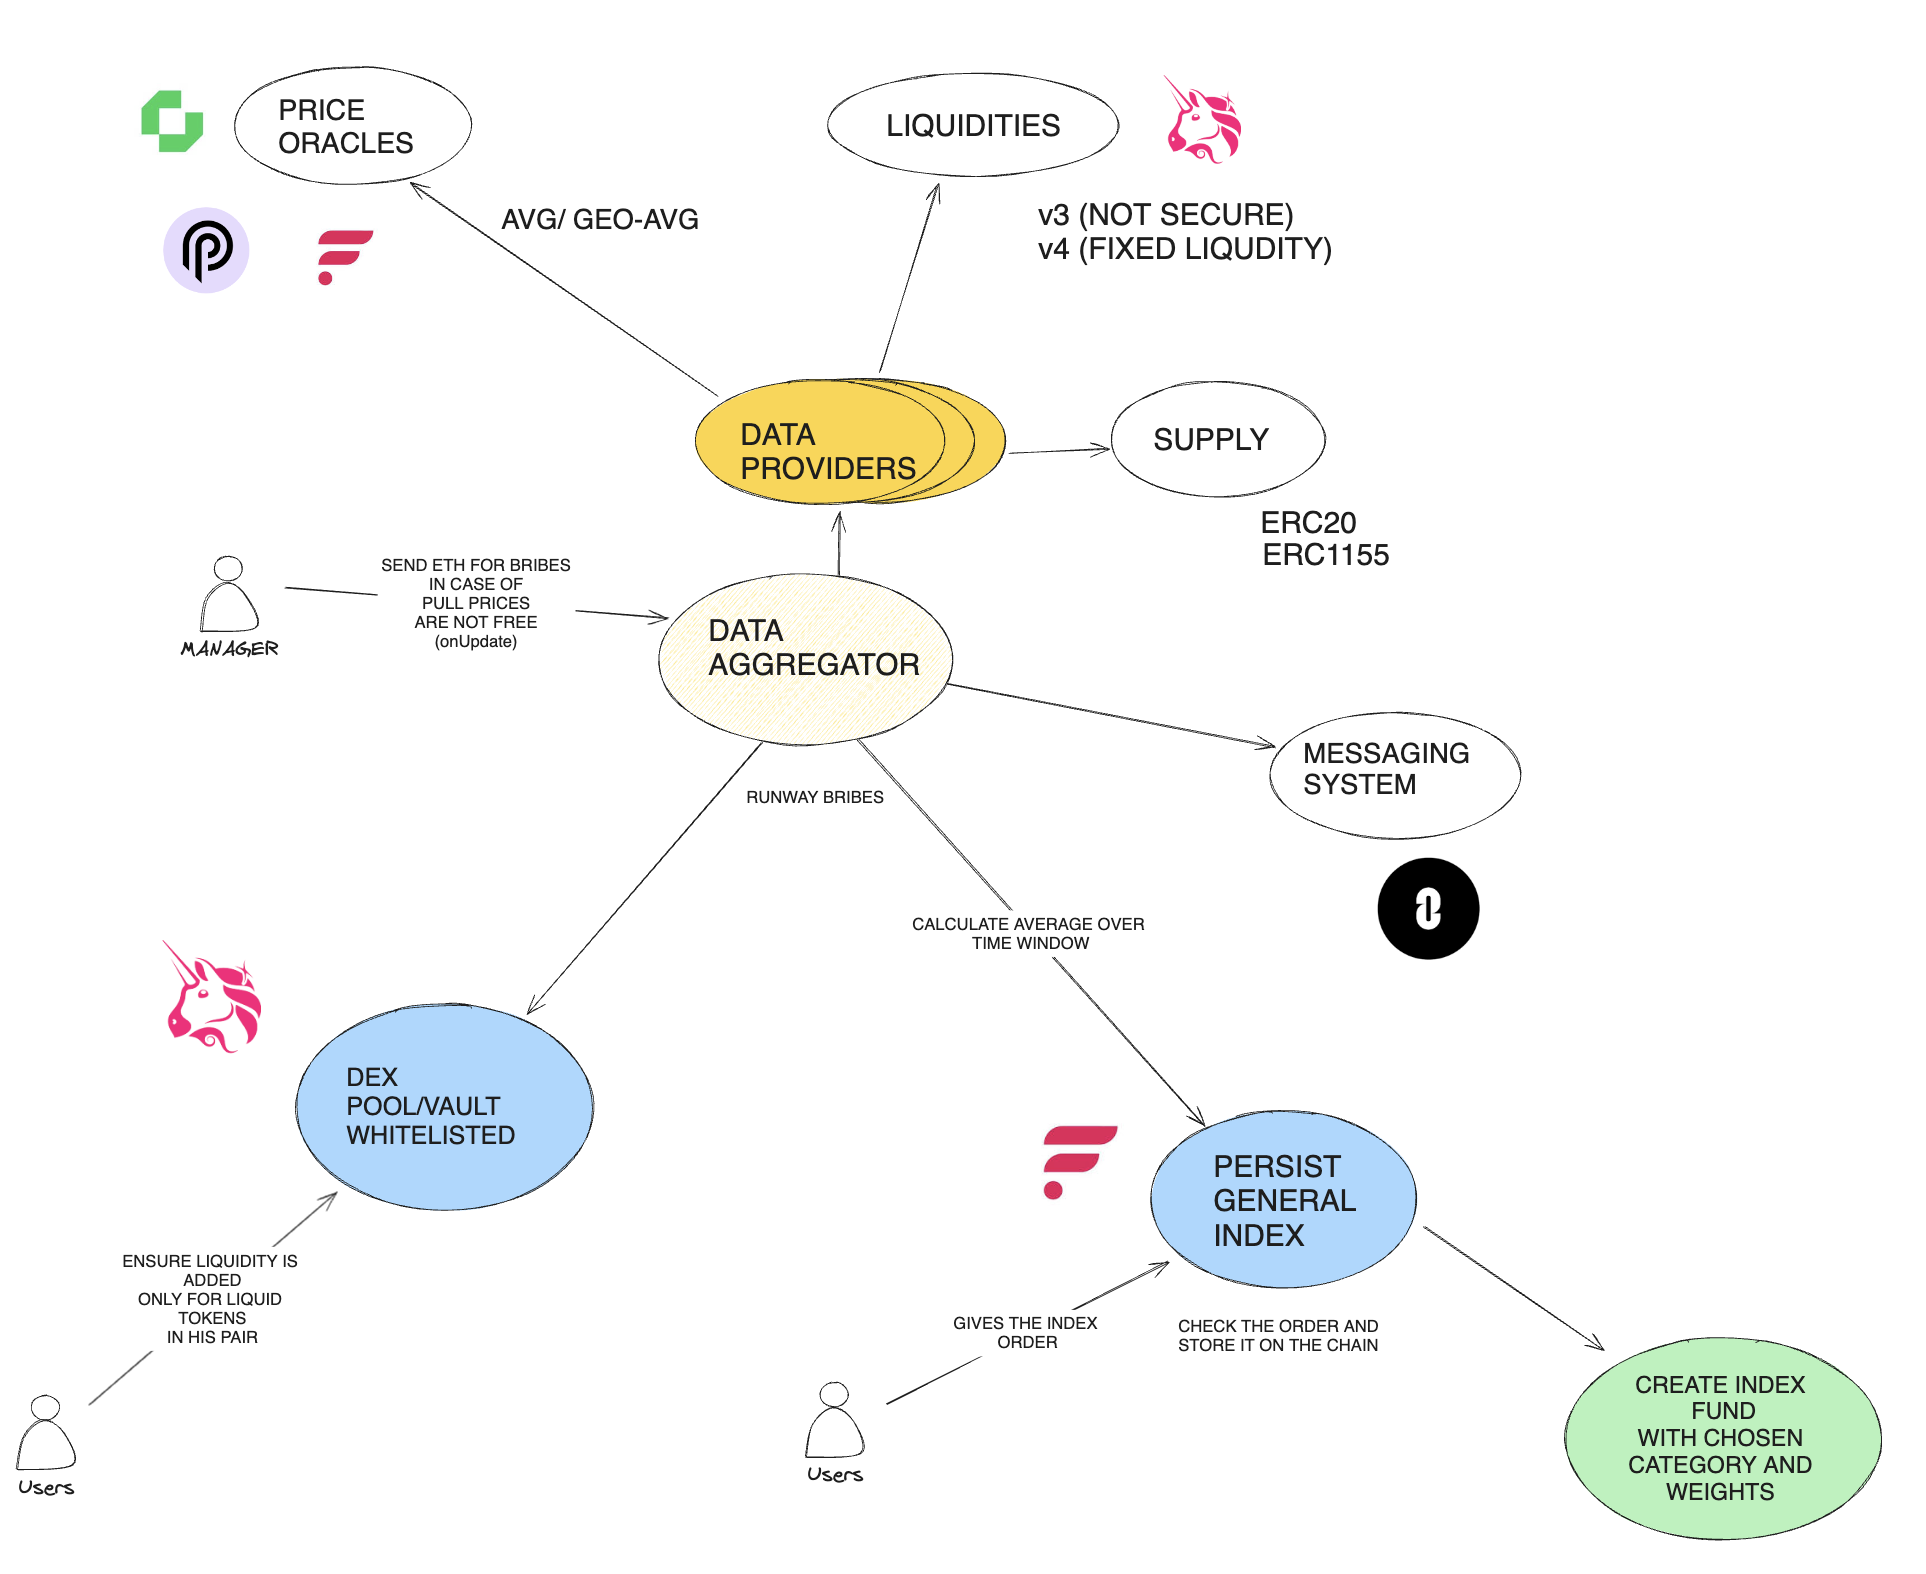 PRICE
ORACLES
LIQUIDITIES
AVG/ GEO-AVG
v3 (NOT SECURE)
v4 (FIXED LIQUDITY)
DATA
PROVIDERS
SUPPLY
ERC20
ERC1155
SEND ETH FOR BRIBES
IN CASE OF
PULL PRICES
ARE NOT FREE
(onUpdate)
MANAGER
DATA
AGGREGATOR
MESSAGING
SYSTEM
RUNWAY BRIBES
CALCULATE AVERAGE OVER
TIME WINDOW
DEX
POOL/VAULT
WHITELISTED
PERSIST
GENERAL
INDEX
ENSURE LIQUIDITY IS
ADDED
ONLY FOR LIQUID
TOKENS
IN HIS PAIR
GIVES THE INDEX
ORDER
CHECK THE ORDER AND
STORE IT ON THE CHAIN
CREATE INDEX
FUND
WITH CHOSEN
CATEGORY AND
WEIGHTS
Users
Users